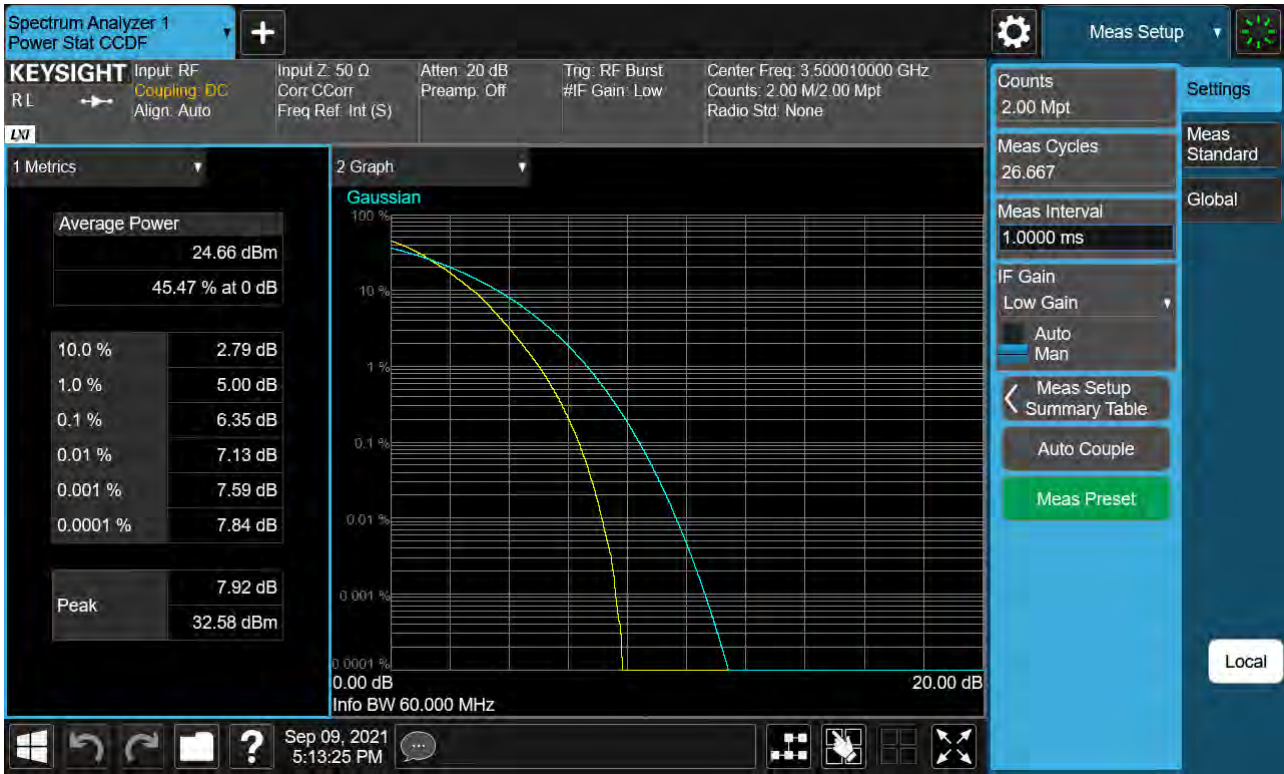 Spectrum Analyzer 1
Power Stat CCDF
+
Meas Setup
KEYSIGHT
RL
LXI
Input: RF
Coupling: DC
Align: Auto
Input Z: 50 Ω
Corr CCorr
Freq Ref: Int (S)
Atten: 20 dB
Preamp: Off
Trig: RF Burst
#IF Gain: Low
Center Freq: 3.500010000 GHz
Counts: 2.00 M/2.00 Mpt
Radio Std: None
1 Metrics
Average Power
24.66 dBm
45.47 % at 0 dB
10.0 % 2.79 dB
1.0 % 5.00 dB
0.1 % 6.35 dB
0.01 % 7.13 dB
0.001 % 7.59 dB
0.0001 % 7.84 dB
Peak
7.92 dB
32.58 dBm
2 Graph
Gaussian
100 %
10 %
1 %
0.1 %
0.01 %
0.001 %
0.0001 %
0.00 dB 20.00 dB
Info BW 60.000 MHz
Counts
2.00 Mpt
Meas Cycles
26.667
Meas Interval
1.0000 ms
IF Gain
Low Gain
Auto
Man
Meas Setup
Summary Table
Auto Couple
Meas Preset
Settings
Meas
Standard
Global
Local
?
Sep 09, 2021
5:13:25 PM